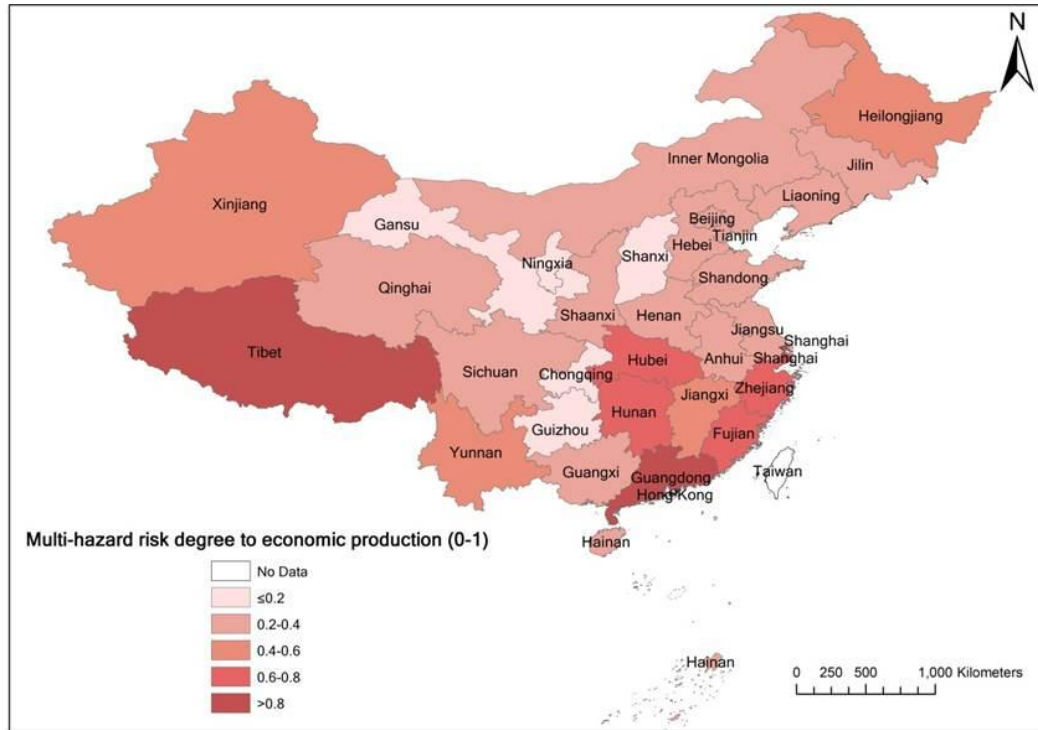 N
Heilongjiang
Inner Mongolia
Jilin
Xinjiang
Liaoning
Beijing
Gansu
Tianjin
Hebei
Shanxi
Ningxia
Shandong
Qinghai
Shaanxi
Henan
Jiangsu
Shanghai
Tibet
Hubei
Anhui
Shanghai
Sichuan
Chongqing
Zhejiang
Jiangxi
Hunan
Guizhou
Fujian
Yunnan
Guangxi
Guangdong
Taiwan
Hong Kong
Hainan
Multi-hazard risk degree to economic production (0-1)
No Data
≤0.2
0.2-0.4
0.4-0.6
0.6-0.8
>0.8
Hainan
0 250 500 1,000 Kilometers